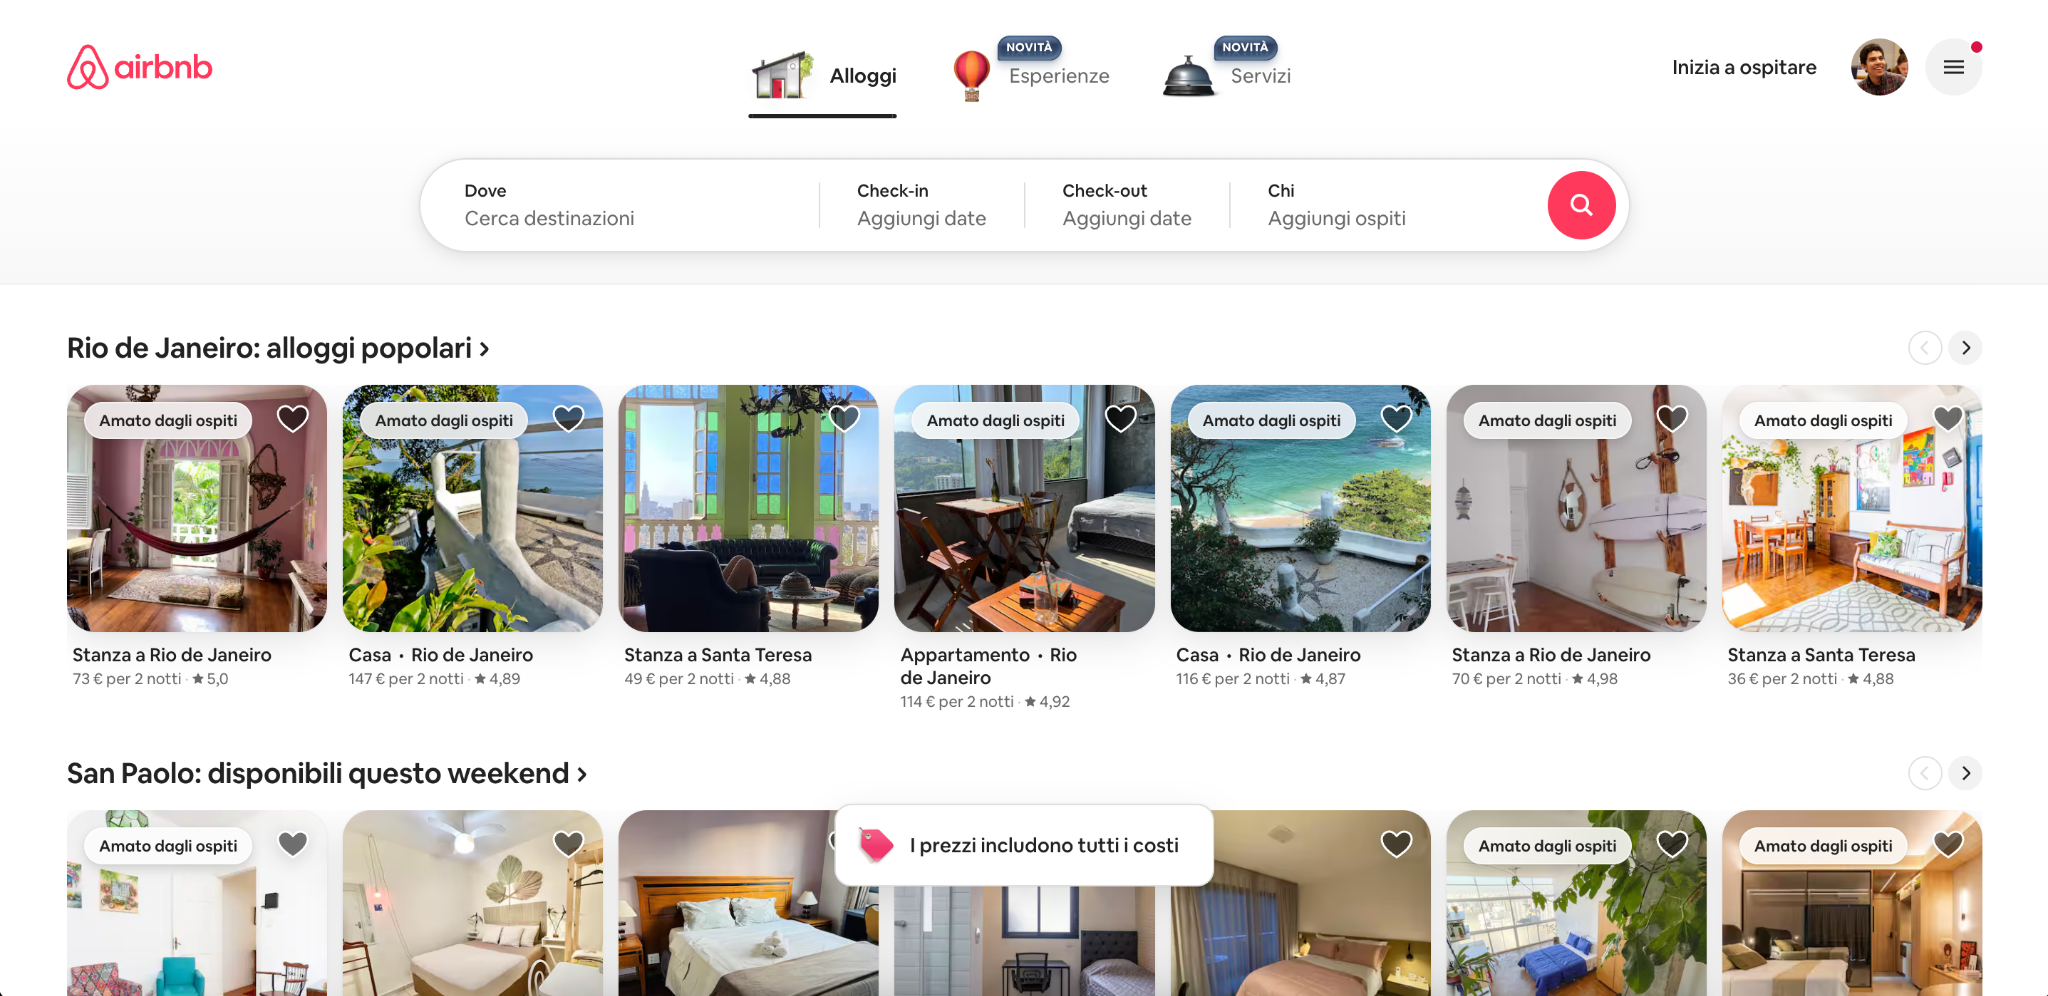 airbnb
Alloggi
NOVITÀ
Esperienze
NOVITÀ
Servizi
Inizia a ospitare
Dove
Cerca destinazioni
Check-in
Aggiungi date
Check-out
Aggiungi date
Chi
Aggiungi ospiti
Rio de Janeiro: alloggi popolari
Amato dagli ospiti
Stanza a Rio de Janeiro
73 € per 2 notti · ★ 5,0
Amato dagli ospiti
Casa · Rio de Janeiro
147 € per 2 notti · ★ 4,89
Stanza a Santa Teresa
49 € per 2 notti · ★ 4,88
Amato dagli ospiti
Appartamento · Rio
de Janeiro
114 € per 2 notti · ★ 4,92
Amato dagli ospiti
Casa · Rio de Janeiro
116 € per 2 notti · ★ 4,87
Amato dagli ospiti
Stanza a Rio de Janeiro
70 € per 2 notti · ★ 4,98
Amato dagli ospiti
Stanza a Santa Teresa
36 € per 2 notti · ★ 4,88
San Paolo: disponibili questo weekend
Amato dagli ospiti
I prezzi includono tutti i costi
Amato dagli ospiti
Amato dagli ospiti